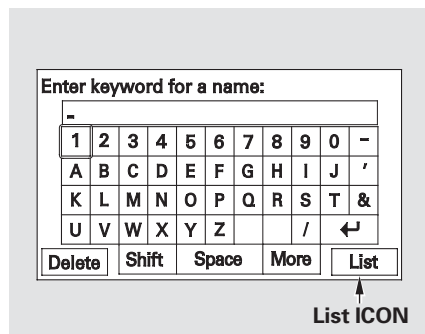 Enter keyword for a name:
-
1 2 3 4 5 6 7 8 9 0 -
A B C D E F G H I J ′
K L M N O P Q R S T &
U V W X Y Z / ↵
Delete Shift Space More List
List ICON